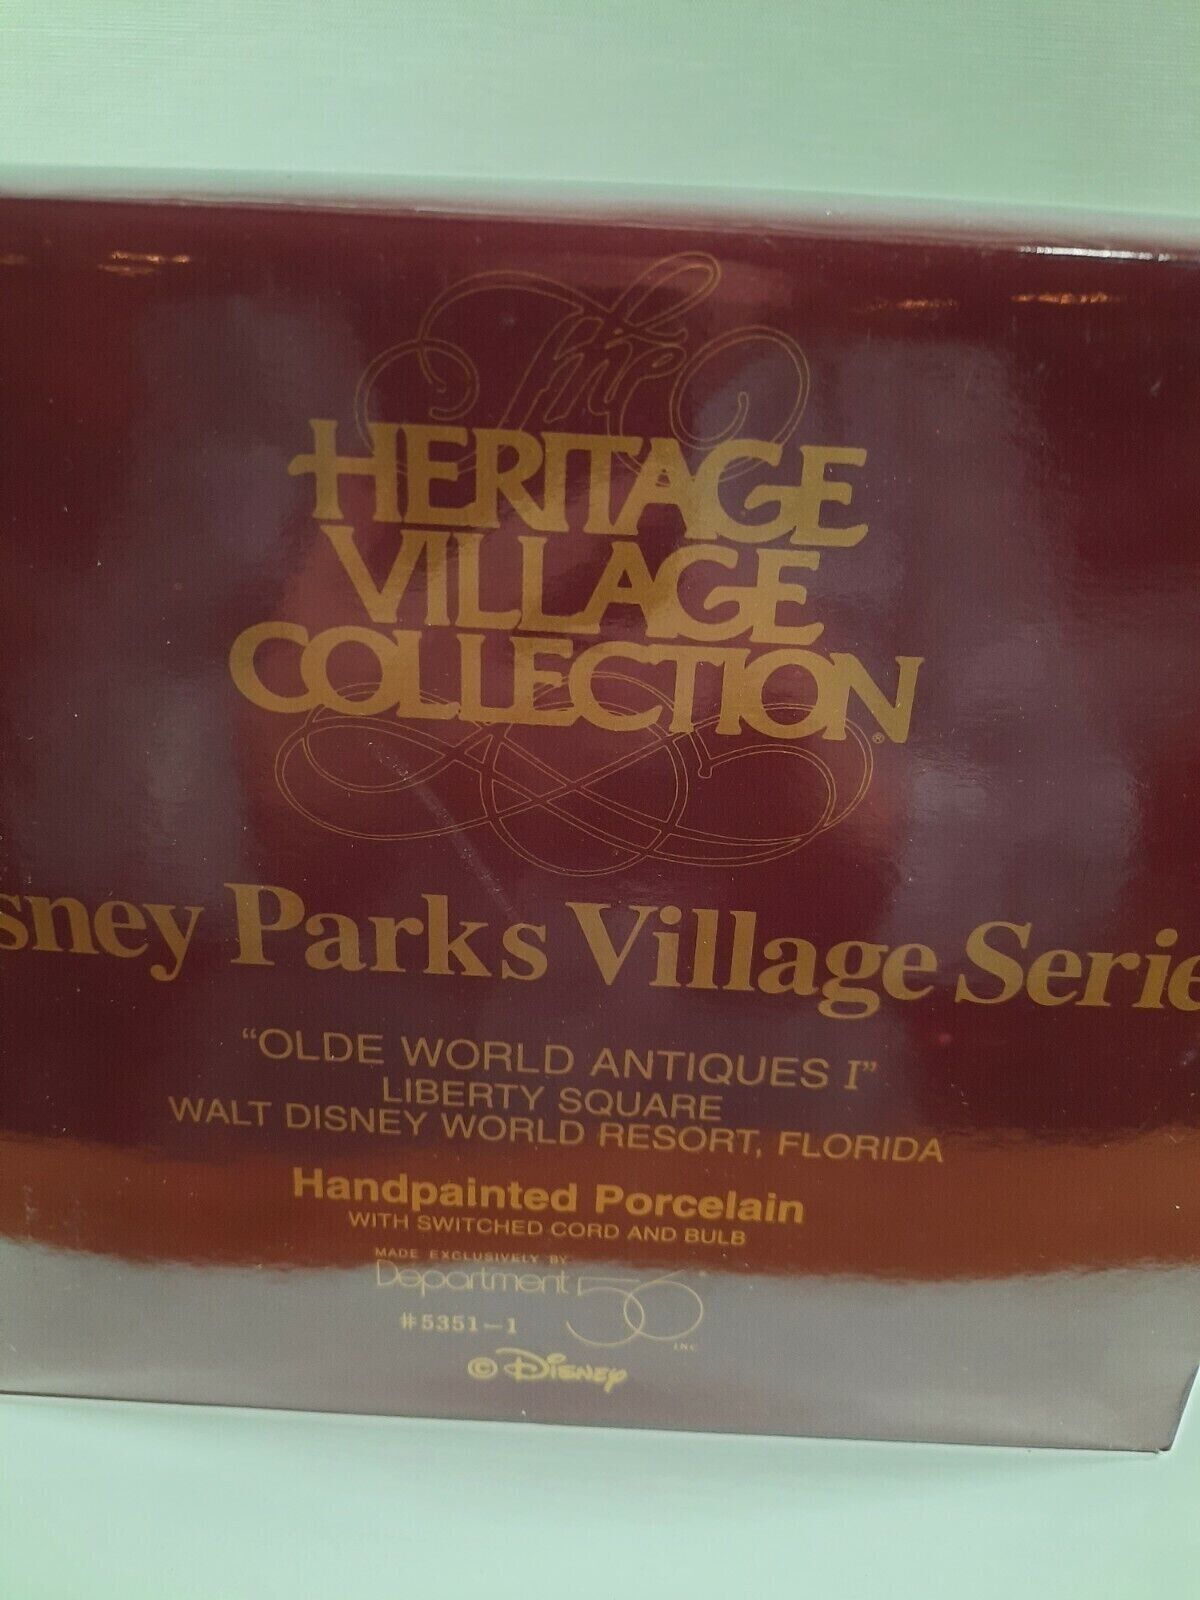 The
HERITAGE
VILLAGE
COLLECTION®
sney Parks Village Serie
“OLDE WORLD ANTIQUES I”
LIBERTY SQUARE
WALT DISNEY WORLD RESORT, FLORIDA
Handpainted Porcelain
WITH SWITCHED CORD AND BULB
MADE EXCLUSIVELY BY
Department 56®
INC
#5351-1
© Disney